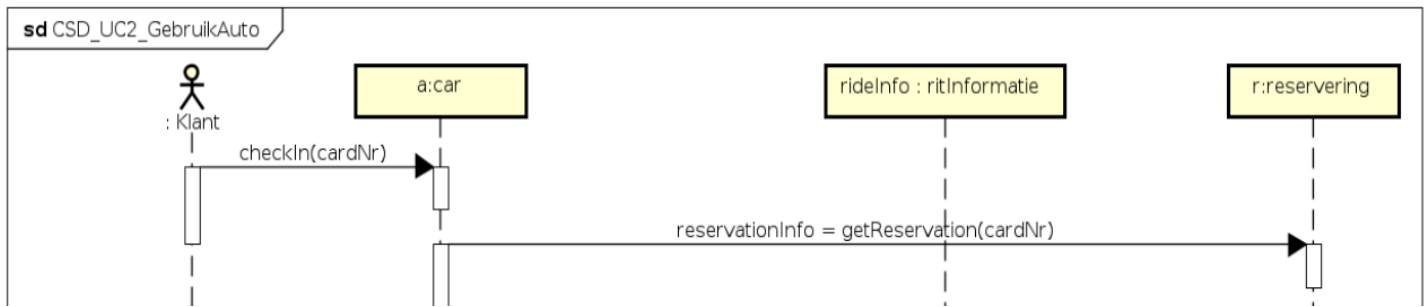 sd CSD_UC2_GebruikAuto
: Klant
a:car
rideInfo : ritInformatie
r:reservering
checkIn(cardNr)
reservationInfo = getReservation(cardNr)